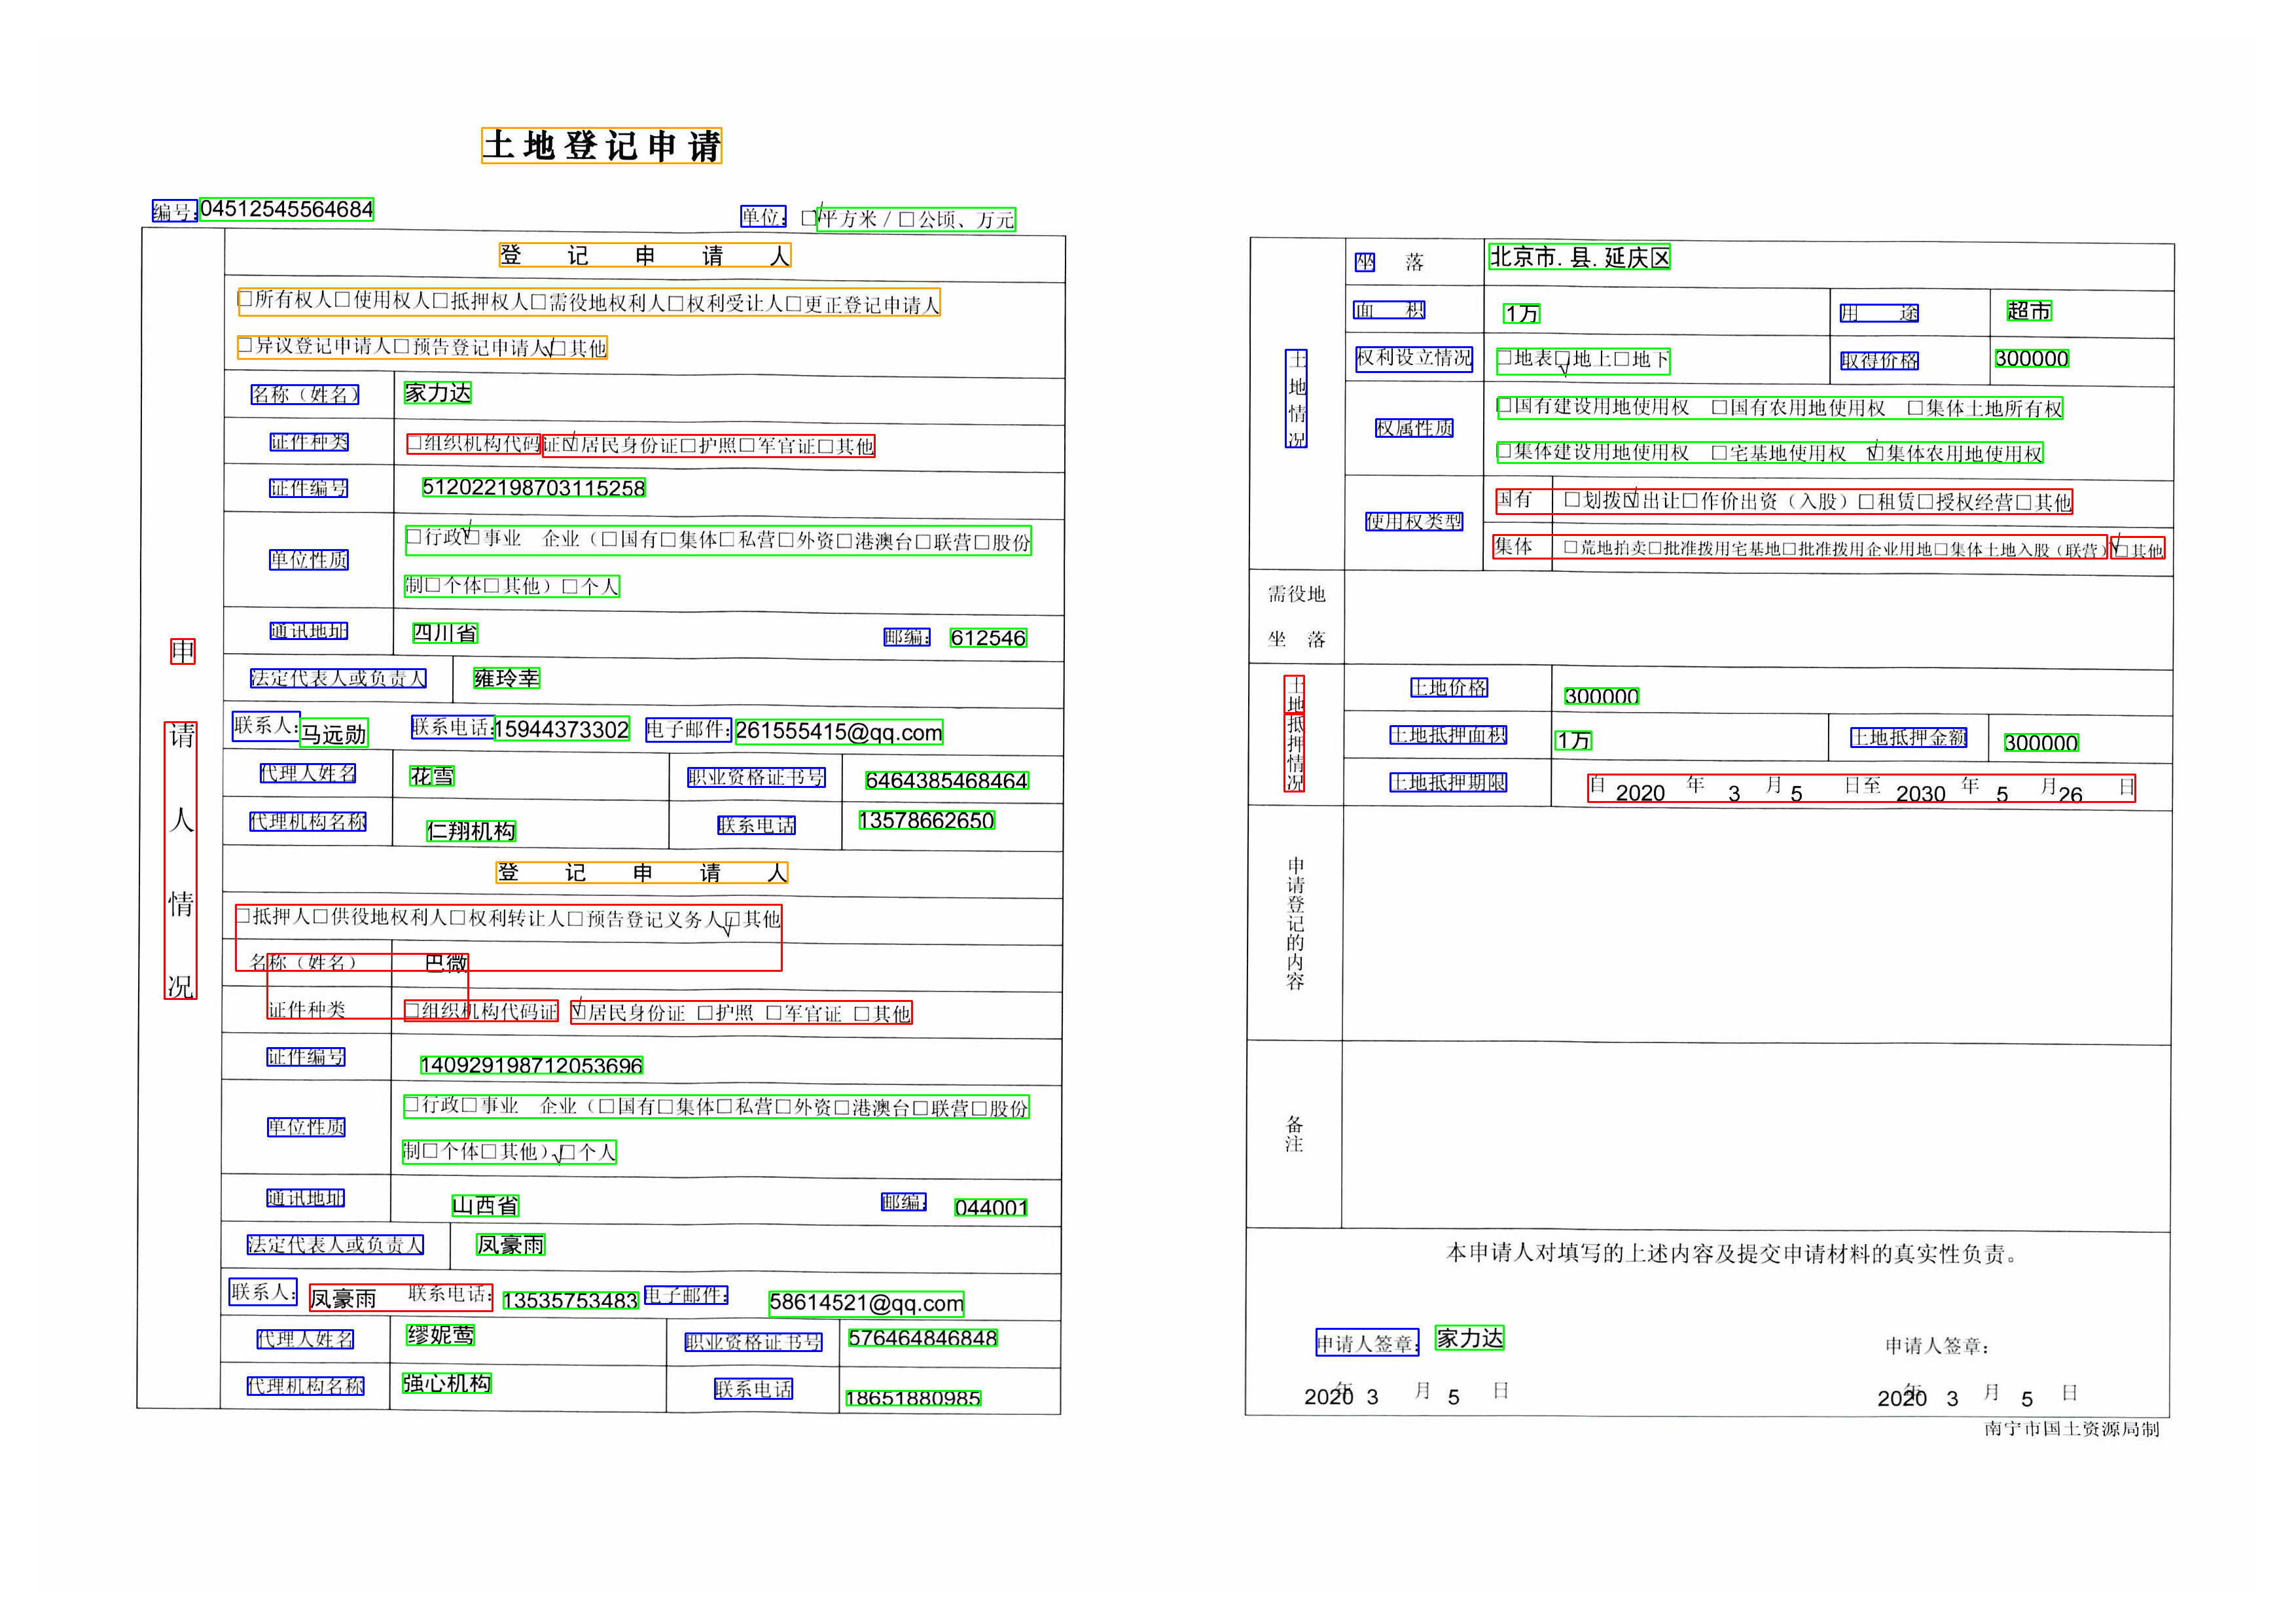 土地登记申请
编号:04512545564684 单位: □√平方米/□公顷、万元
申请人情况
登记申请人
□所有权人□使用权人□抵押权人□需役地权利人□权利受让人□更正登记申请人
□异议登记申请人□预告登记申请人√□其他
名称（姓名） 家力达
证件种类 □组织机构代码证□√居民身份证□护照□军官证□其他
证件编号 512022198703115258
单位性质 □行政√□事业 企业（□国有□集体□私营□外资□港澳台□联营□股份
制□个体□其他）□个人
通讯地址 四川省 邮编: 612546
法定代表人或负责人 雍玲幸
联系人: 马远勋 联系电话:15944373302 电子邮件:261555415@qq.com
代理人姓名 花雪 职业资格证书号 6464385468464
代理机构名称 仁翔机构 联系电话 13578662650
登记申请人
□抵押人□供役地权利人□权利转让人□预告登记义务人□√其他
名称（姓名） 巴微
证件种类 □组织机构代码证 □√居民身份证 □护照 □军官证 □其他
证件编号 140929198712053696
单位性质 □行政□事业 企业（□国有□集体□私营□外资□港澳台□联营□股份
制□个体□其他）√□个人
通讯地址 山西省 邮编: 044001
法定代表人或负责人 凤豪雨
联系人: 凤豪雨 联系电话: 13535753483 电子邮件: 58614521@qq.com
代理人姓名 缪妮莺 职业资格证书号 576464846848
代理机构名称 强心机构 联系电话 18651880985
土地情况
坐落 北京市.县.延庆区
面积 1万 用途 超市
权利设立情况 □地表□√地上□地下 取得价格 300000
权属性质 □国有建设用地使用权 □国有农用地使用权 □集体土地所有权
□集体建设用地使用权 □宅基地使用权 √□集体农用地使用权
使用权类型 国有 □划拨□√出让□作价出资（入股）□租赁□授权经营□其他
集体 □荒地拍卖□批准拨用宅基地□批准拨用企业用地□集体土地入股（联营）√□其他
需役地
坐落
土地抵押情况
土地价格 300000
土地抵押面积 1万 土地抵押金额 300000
土地抵押期限 自 2020 年 3 月 5 日至 2030 年 5 月 26 日
申请登记的内容
备注
本申请人对填写的上述内容及提交申请材料的真实性负责。
申请人签章: 家力达 申请人签章:
2020 年 3 月 5 日 2020 年 3 月 5 日
南宁市国土资源局制